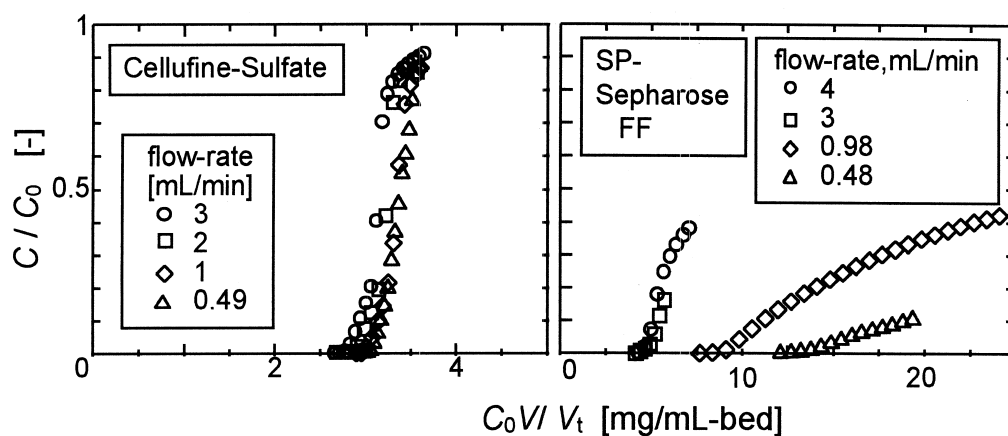 Cellufine-Sulfate
flow-rate
[mL/min]
○ 3
□ 2
◇ 1
△ 0.49
SP-
Sepharose
FF
flow-rate,mL/min
○ 4
□ 3
◇ 0.98
△ 0.48
C / C0 [-]
1
0.5
0
2
4
0
10
20
C0V/ Vt [mg/mL-bed]